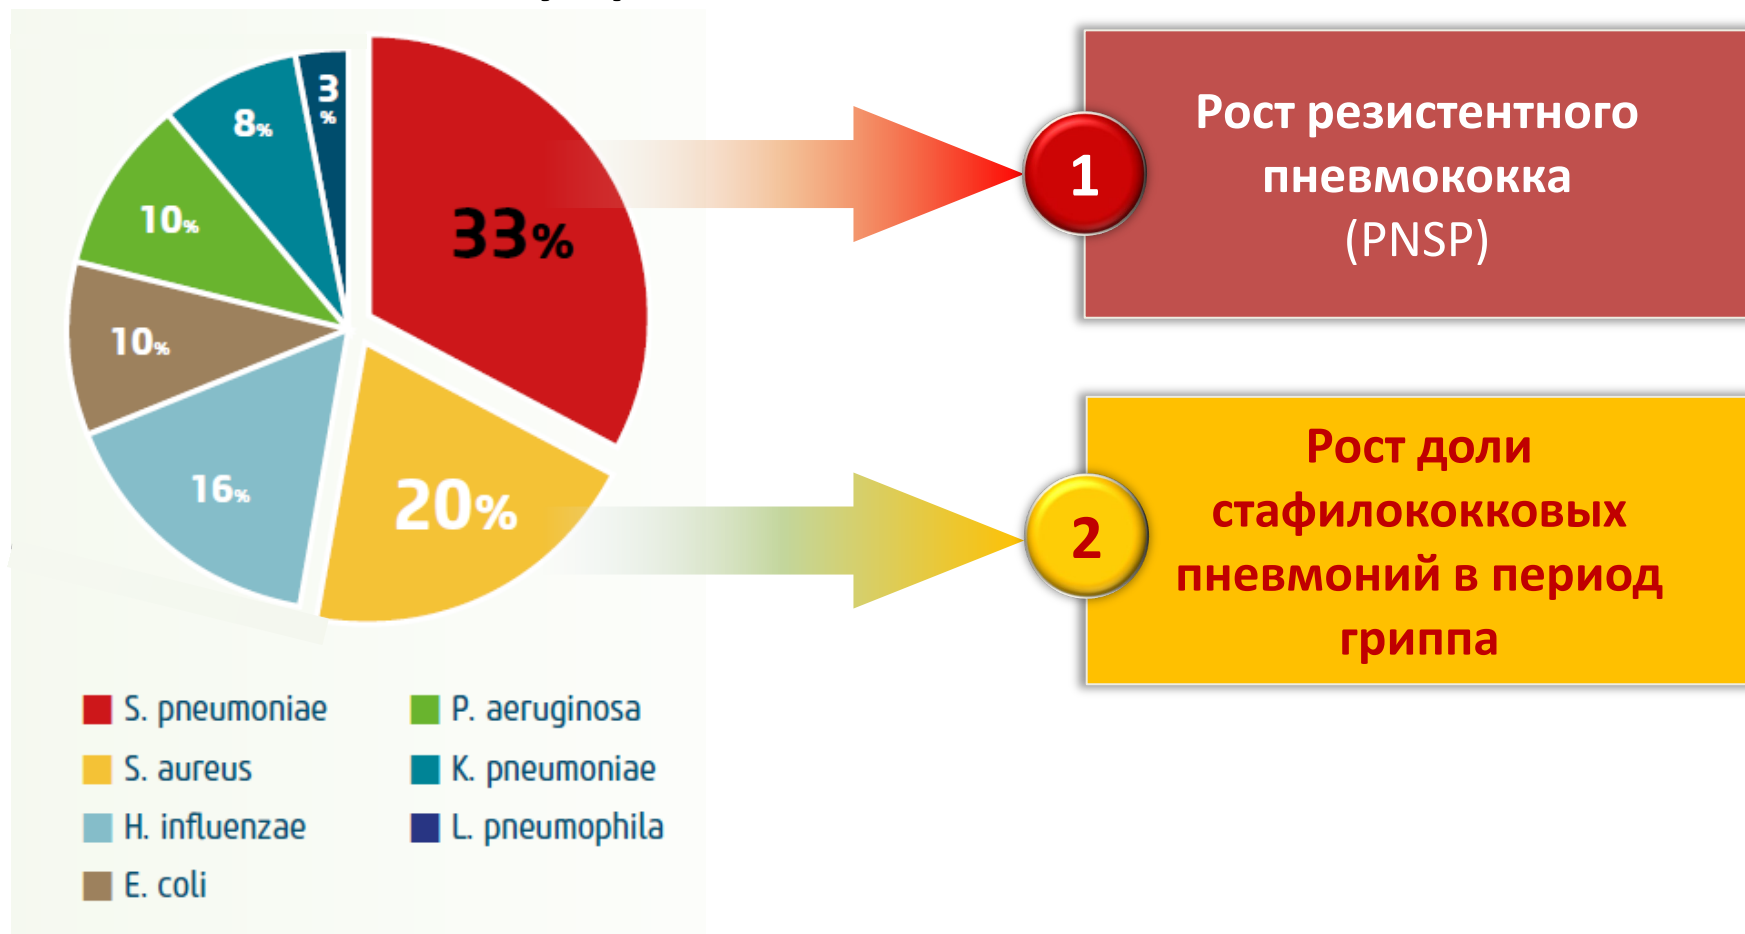 33%
20%
16%
10%
10%
8%
3
%
S. pneumoniae
S. aureus
H. influenzae
E. coli
P. aeruginosa
K. pneumoniae
L. pneumophila
1
Рост резистентного
пневмококка
(PNSP)
2
Рост доли
стафилококковых
пневмоний в период
гриппа